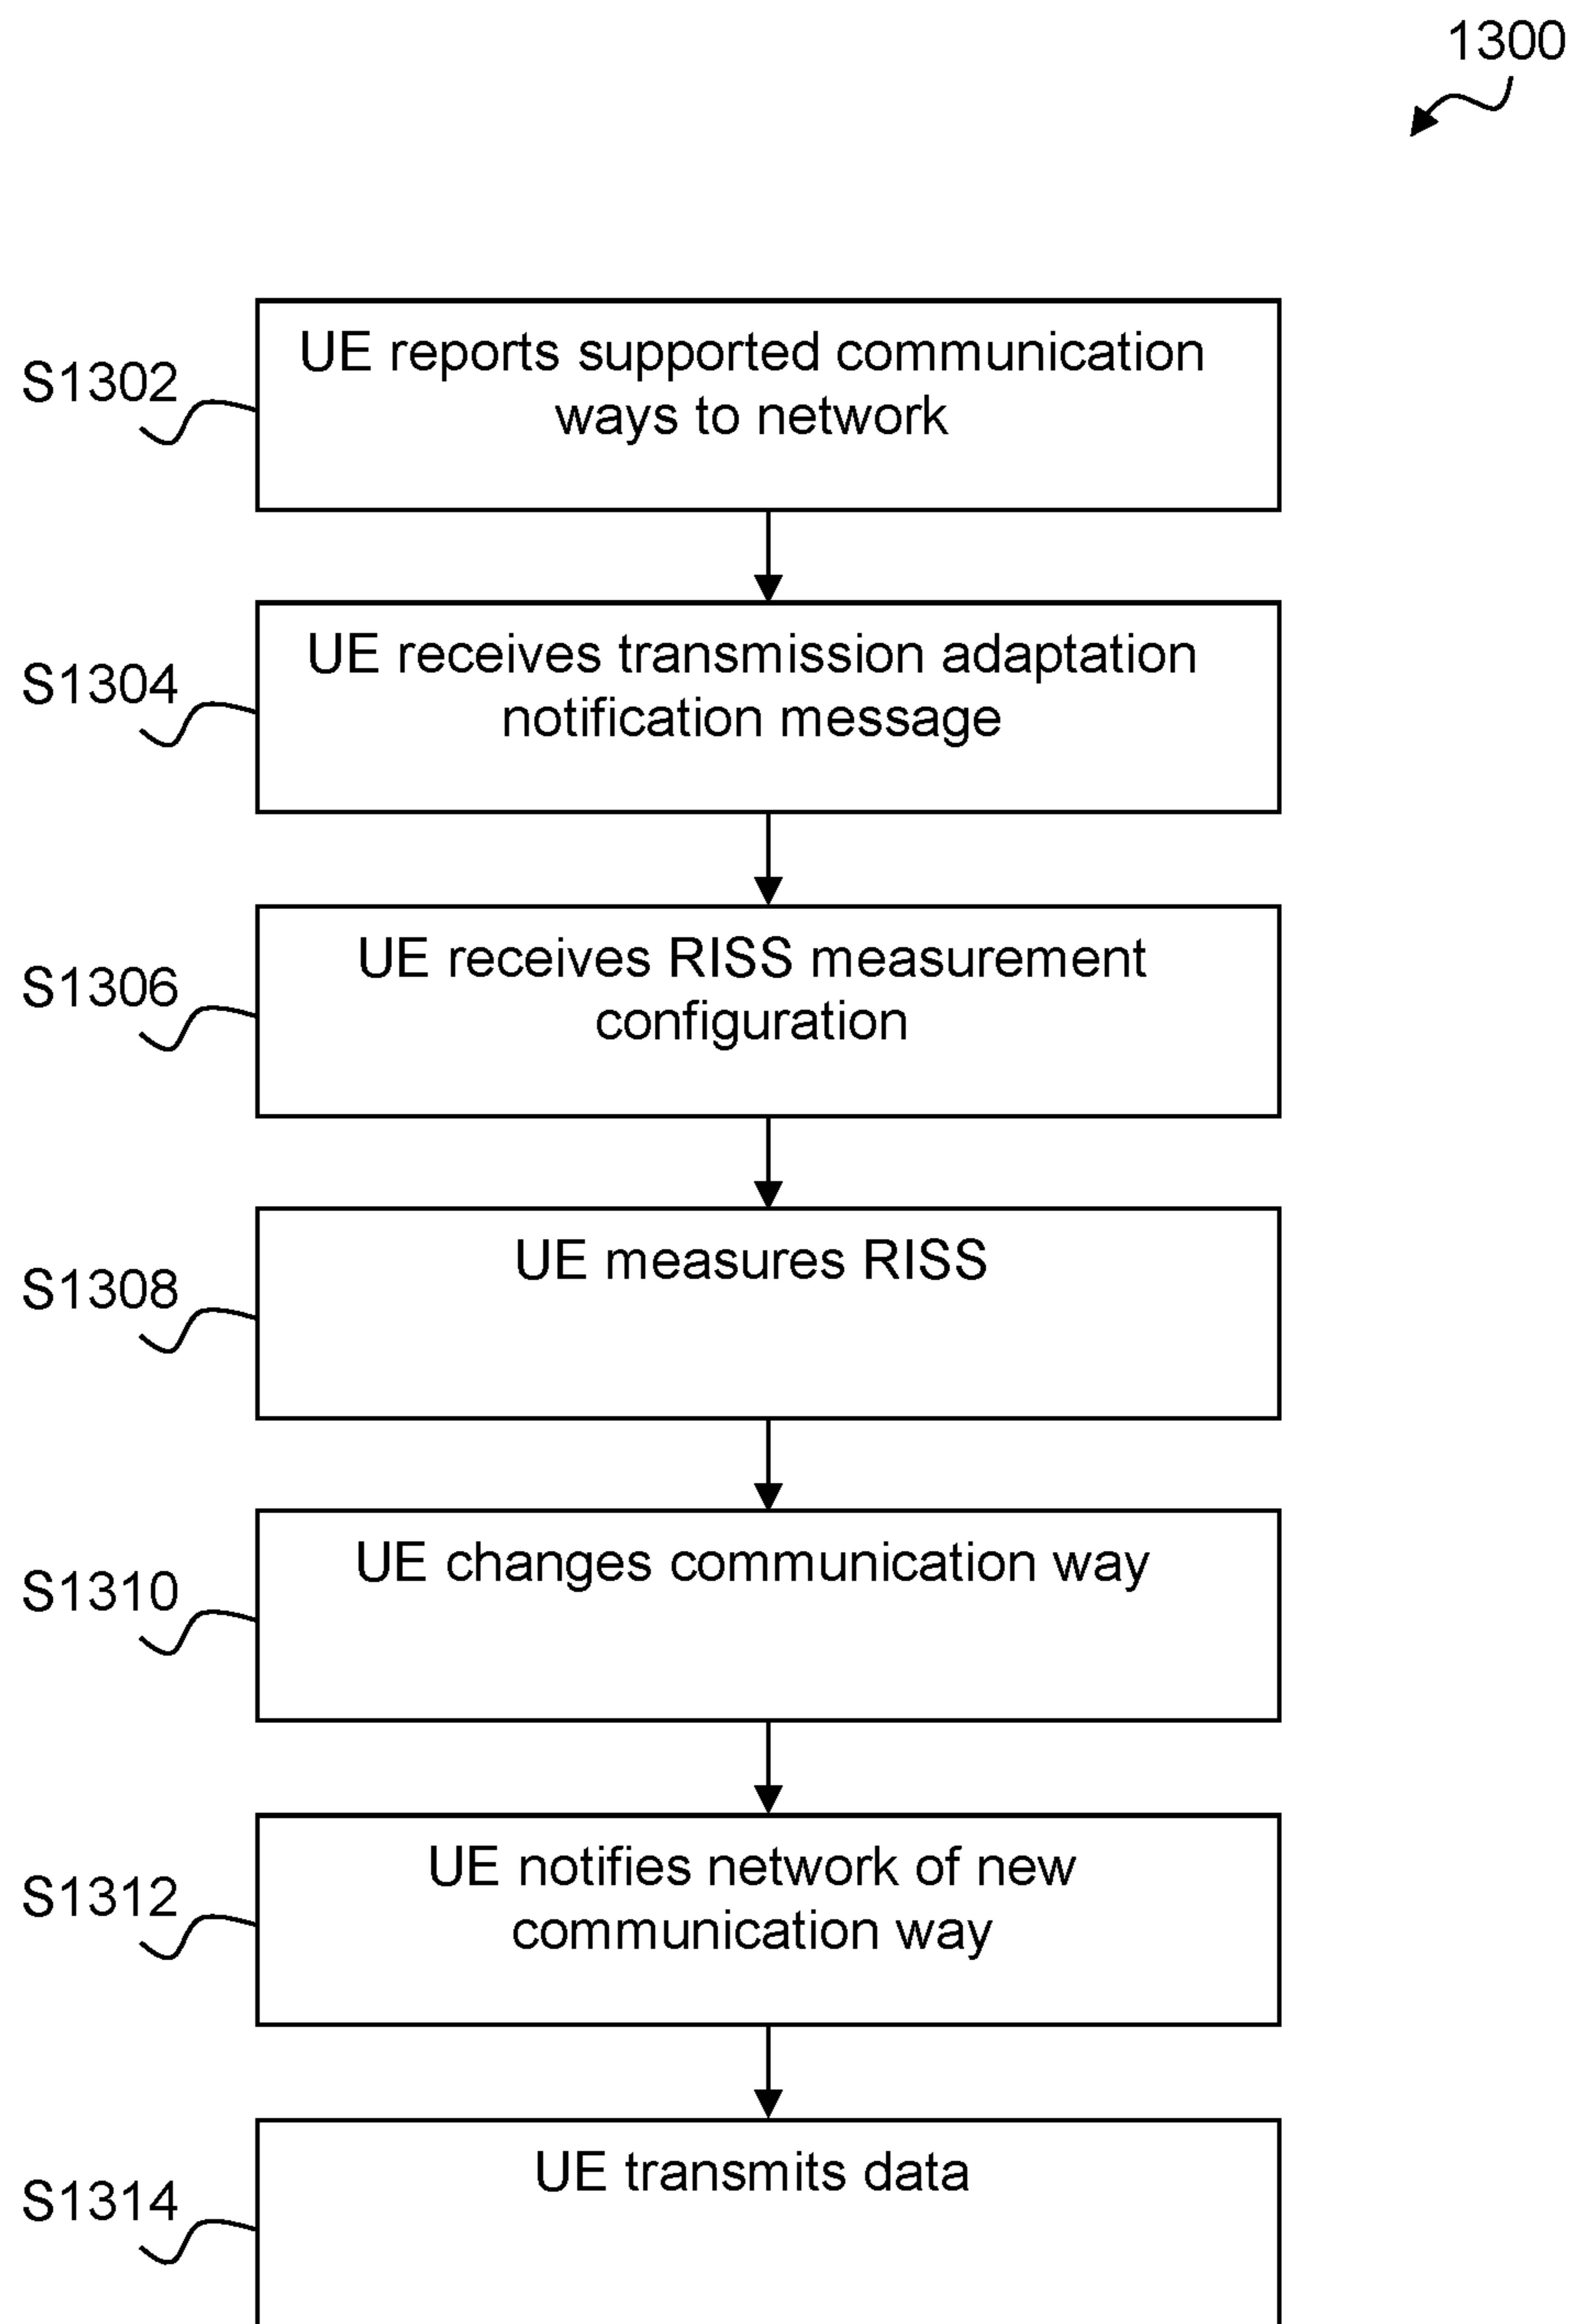 1300
S1302
UE reports supported communication
ways to network
S1304
UE receives transmission adaptation
notification message
S1306
UE receives RISS measurement
configuration
S1308
UE measures RISS
S1310
UE changes communication way
S1312
UE notifies network of new
communication way
S1314
UE transmits data